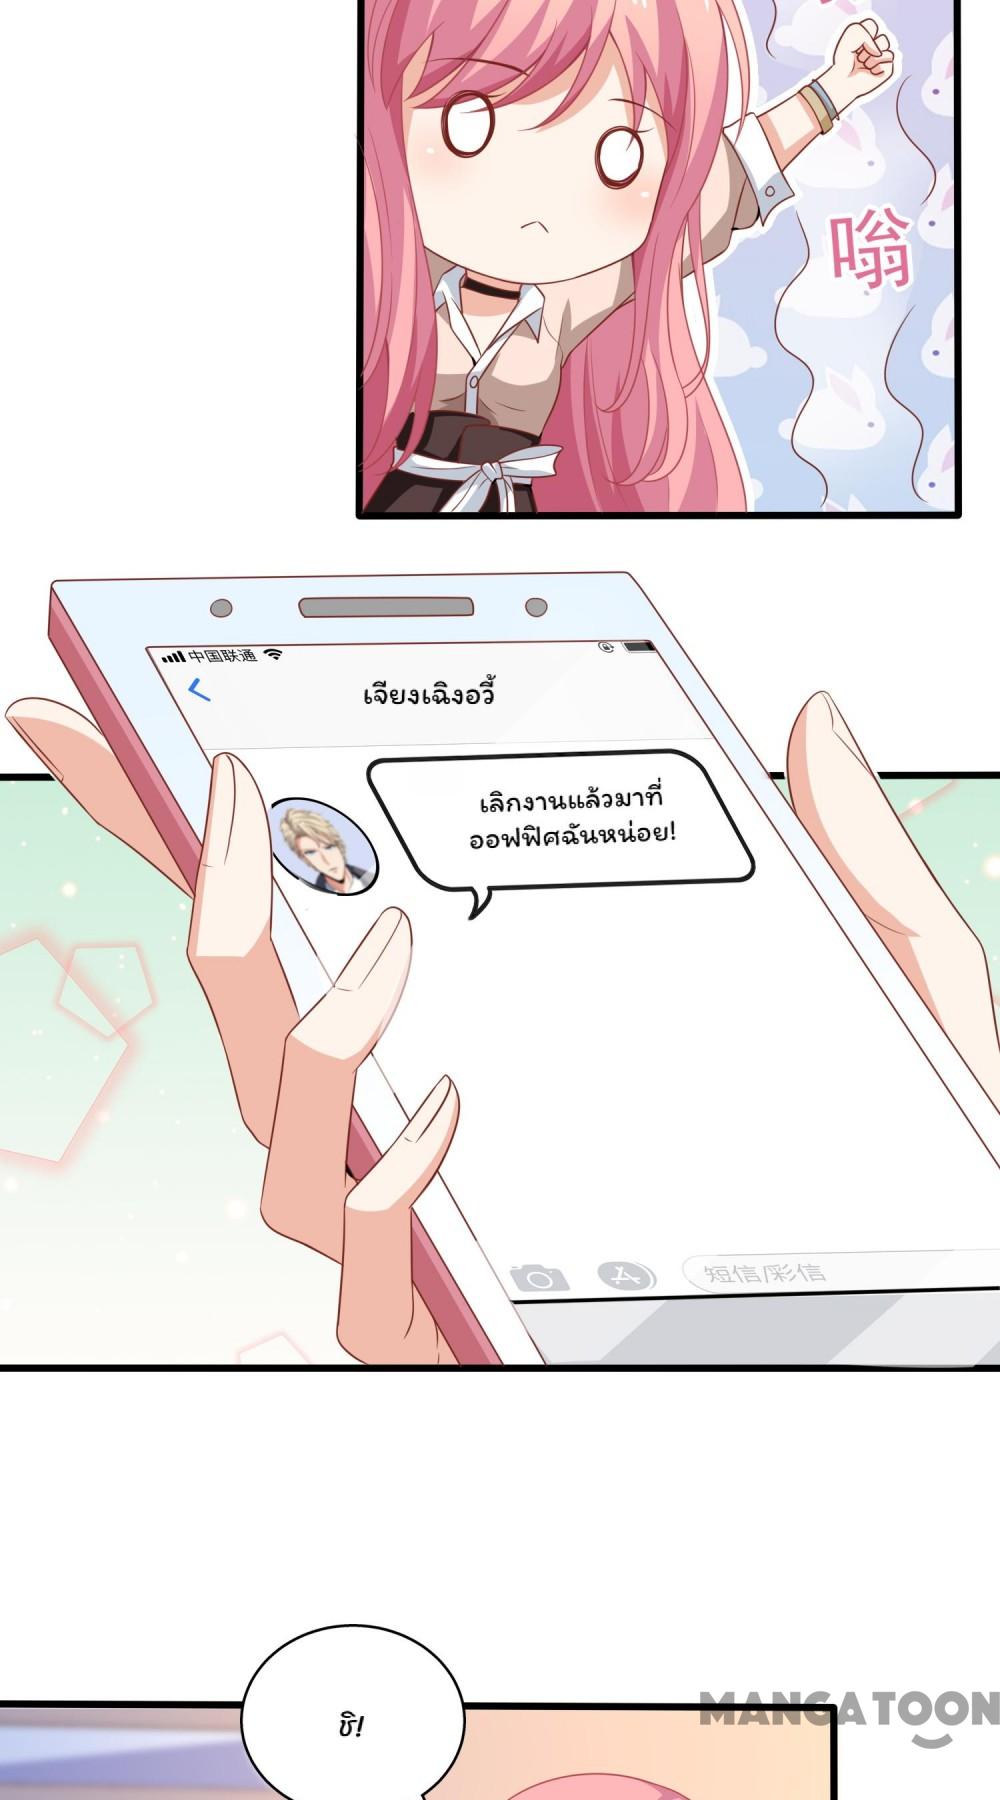 嗡
中国联通
เจียงเฉิงอวี้
เลิกงานแล้วมาที่
ออฟฟิศฉันหน่อย!
短信/彩信
ชิ!
MANGATOON